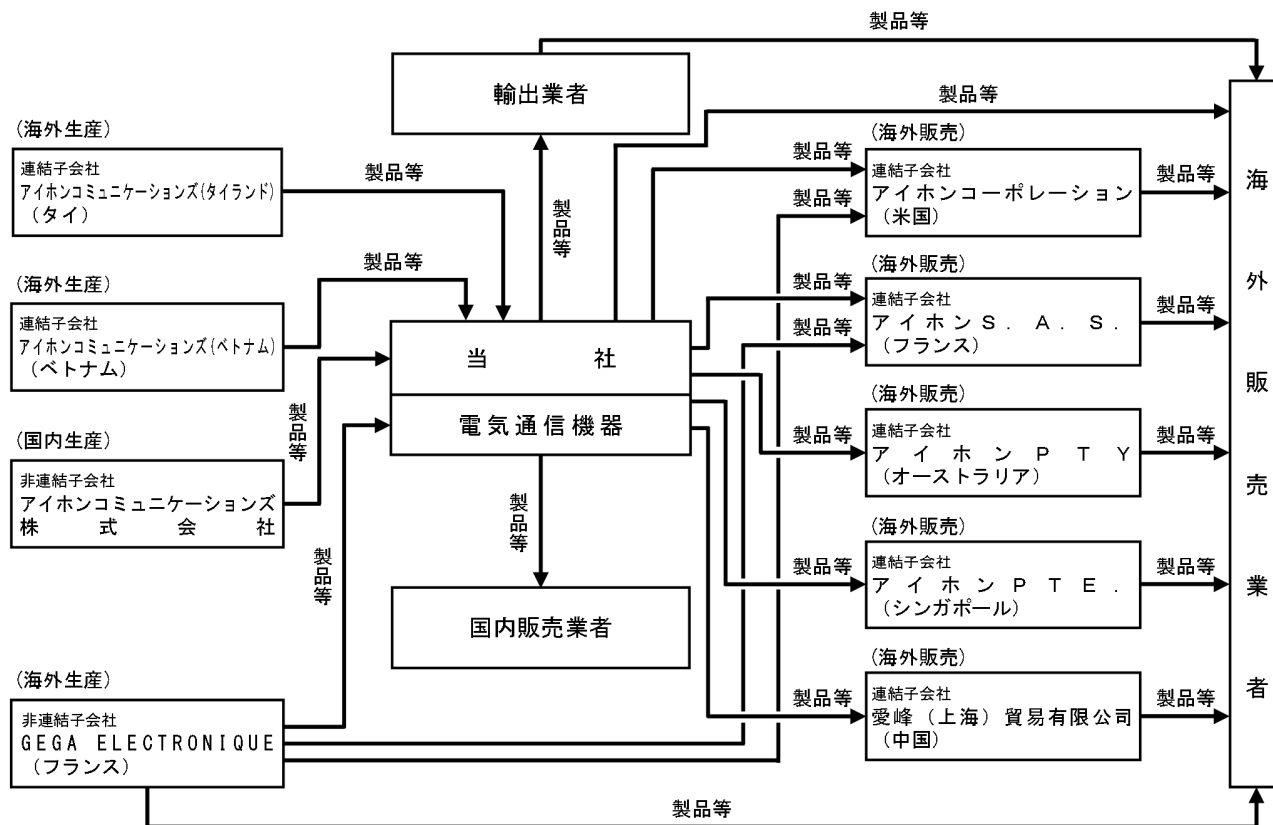 製品等
輸出業者
製品等
(海外生産)
連結子会社
アイホンコミュニケーションズ(タイランド)
(タイ)
製品等
製品等
(海外販売)
連結子会社
アイホンコーポレーション
(米国)
製品等
製品等
製品等
(海外生産)
連結子会社
アイホンコミュニケーションズ(ベトナム)
(ベトナム)
製品等
(海外販売)
連結子会社
アイホンS.A.S.
(フランス)
製品等
製品等
製品等
当社
電気通信機器
(国内生産)
非連結子会社
アイホンコミュニケーションズ
株式会社
製品等
(海外販売)
連結子会社
アイホンPTY
(オーストラリア)
製品等
製品等
製品等
国内販売業者
(海外販売)
連結子会社
アイホンPTE.
(シンガポール)
製品等
製品等
(海外生産)
非連結子会社
GEGA ELECTRONIQUE
(フランス)
製品等
(海外販売)
連結子会社
愛峰(上海)貿易有限公司
(中国)
製品等
製品等
製品等
海外販売業者